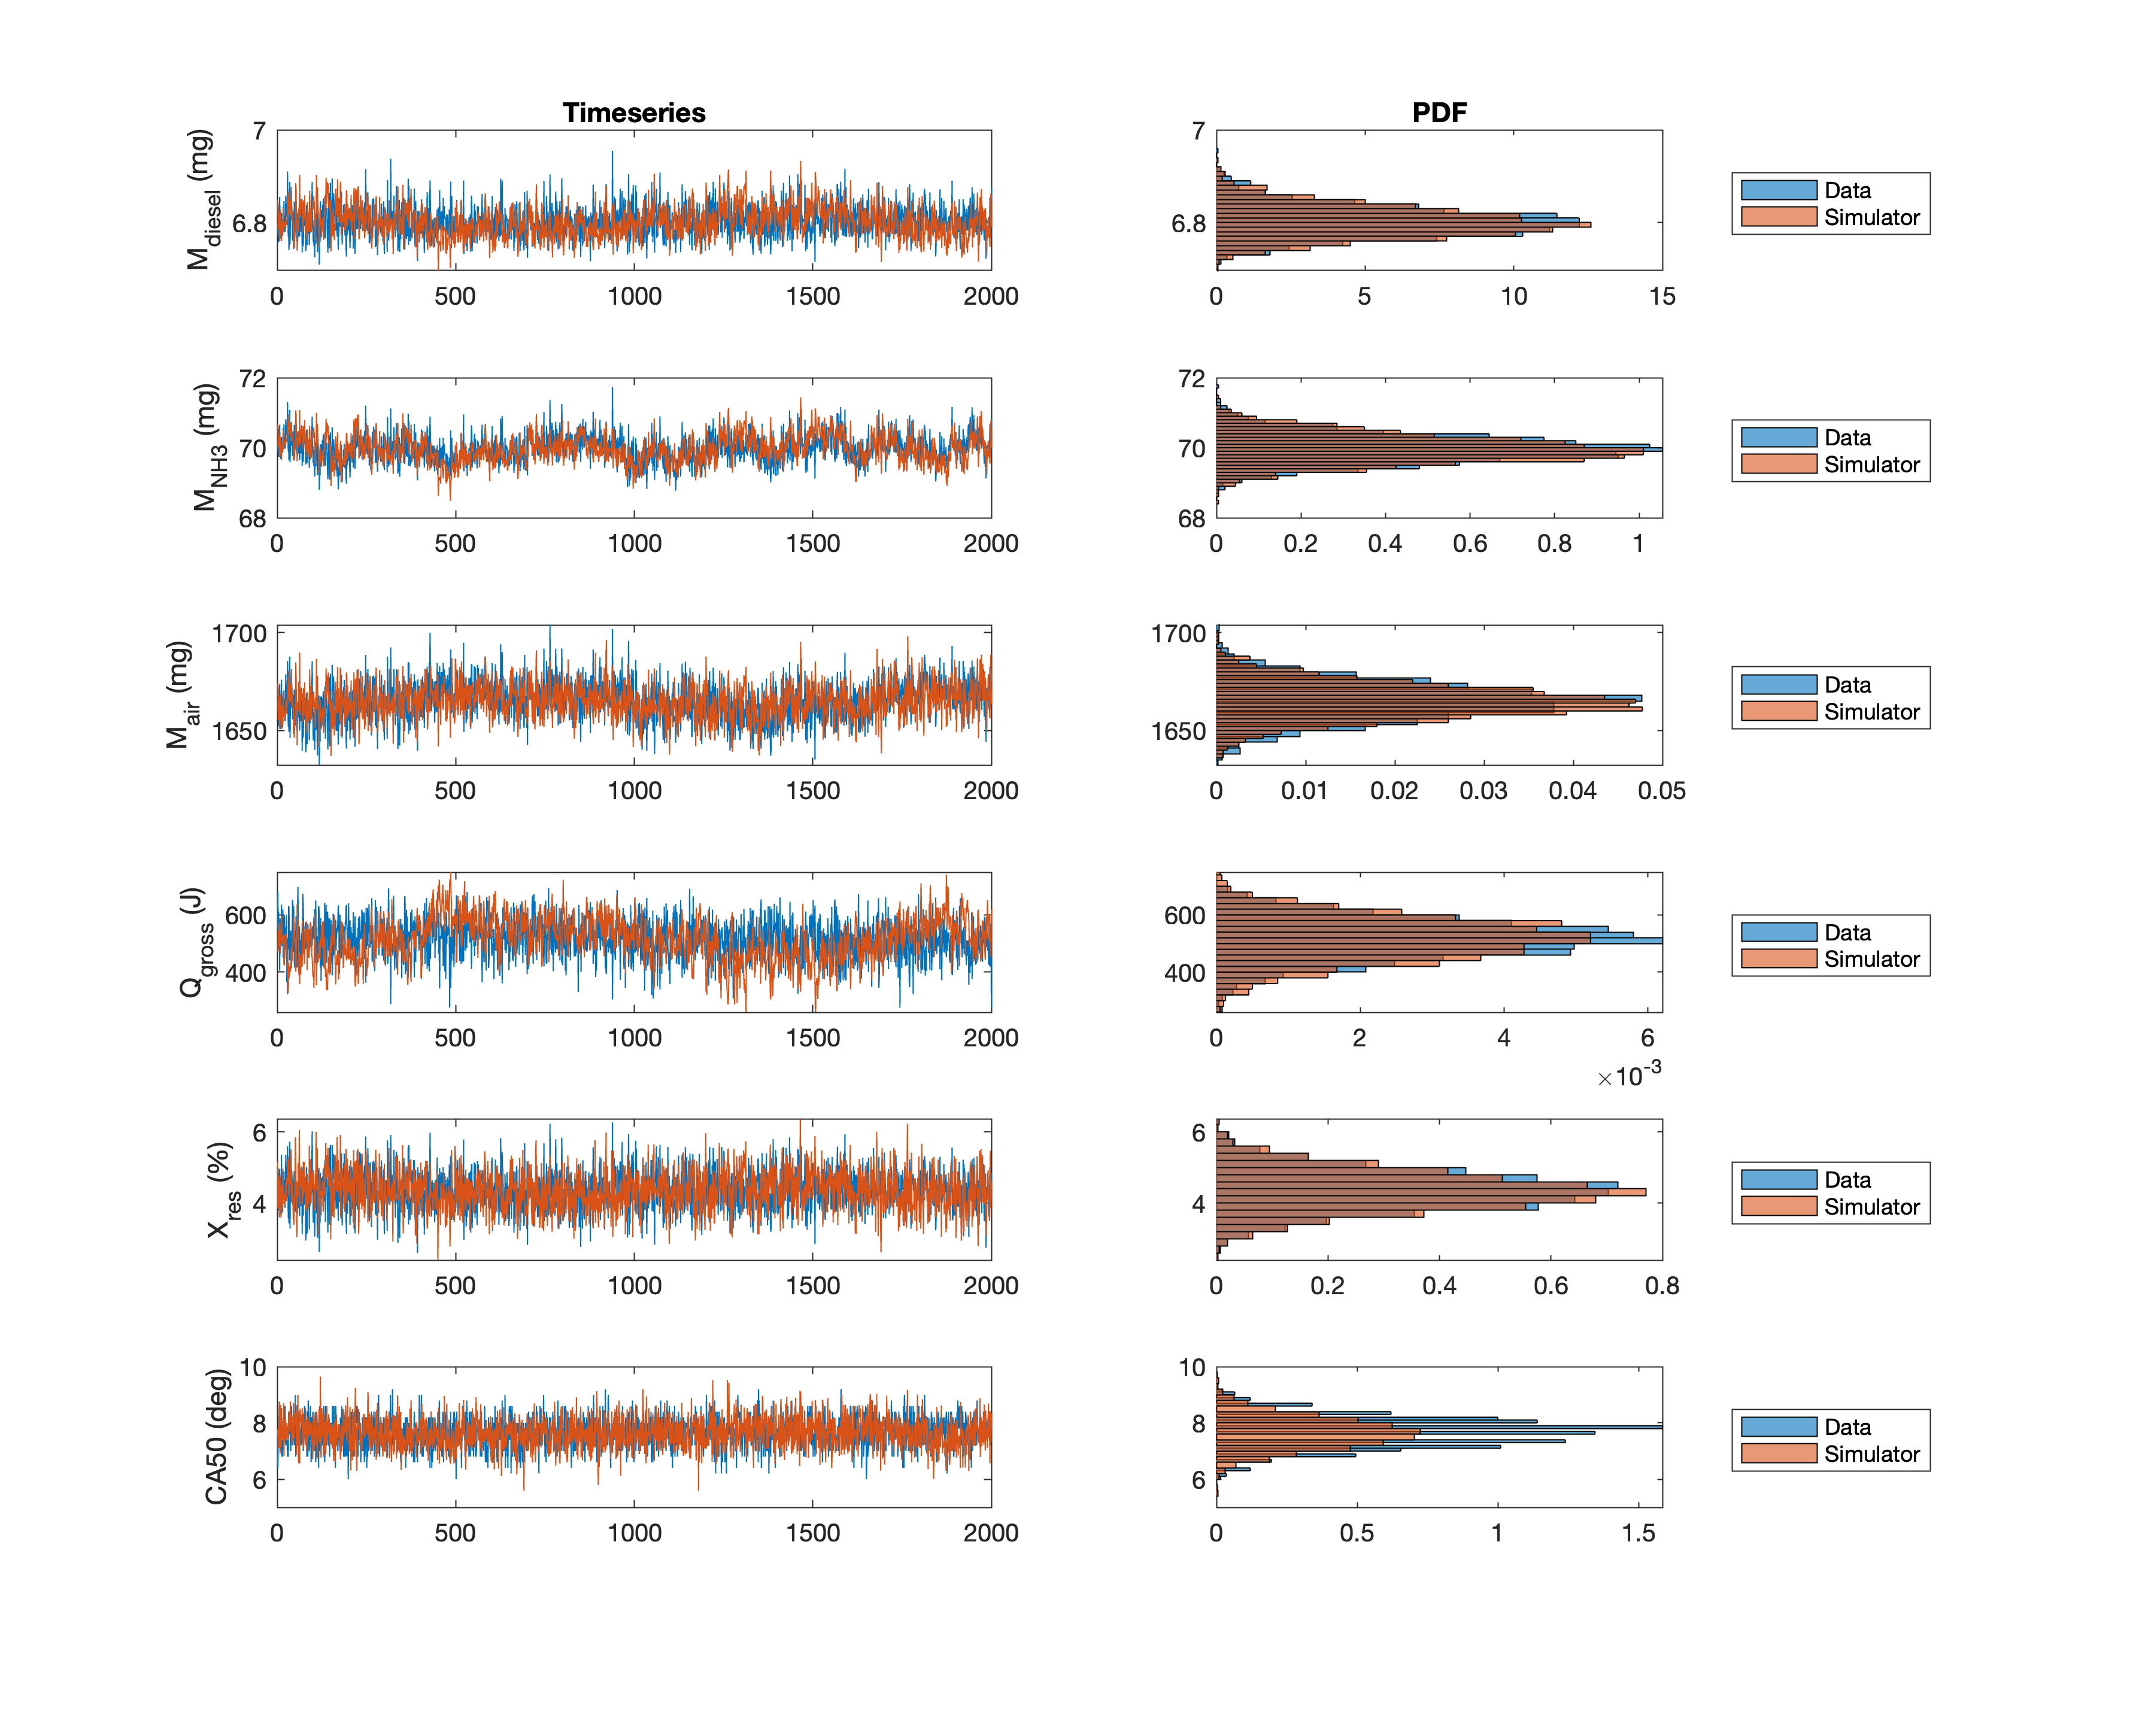 Timeseries
PDF
M_diesel (mg)
7
6.8
0 500 1000 1500 2000
7
6.8
0 5 10 15
Data
Simulator
M_NH3 (mg)
72
70
68
0 500 1000 1500 2000
72
70
68
0 0.2 0.4 0.6 0.8 1
Data
Simulator
M_air (mg)
1700
1650
0 500 1000 1500 2000
1700
1650
0 0.01 0.02 0.03 0.04 0.05
Data
Simulator
Q_gross (J)
600
400
0 500 1000 1500 2000
600
400
0 2 4 6
×10^-3
Data
Simulator
X_res (%)
6
4
0 500 1000 1500 2000
6
4
0 0.2 0.4 0.6 0.8
Data
Simulator
CA50 (deg)
10
8
6
0 500 1000 1500 2000
10
8
6
0 0.5 1 1.5
Data
Simulator